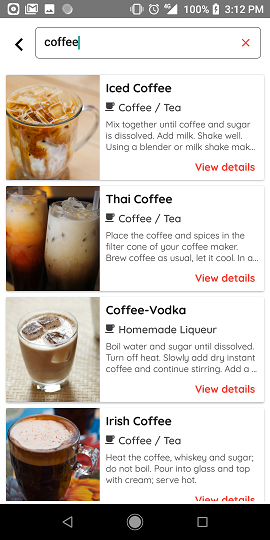 100% 3:12 PM
coffee
Iced Coffee
Coffee / Tea
Mix together until coffee and sugar
is dissolved. Add milk. Shake well.
Using a blender or milk shake mak...
View details
Thai Coffee
Coffee / Tea
Place the coffee and spices in the
filter cone of your coffee maker.
Brew coffee as usual, let it cool. In a...
View details
Coffee-Vodka
Homemade Liqueur
Boil water and sugar until dissolved.
Turn off heat. Slowly add dry instant
coffee and continue stirring. Add a ...
View details
Irish Coffee
Coffee / Tea
Heat the coffee, whiskey and sugar;
do not boil. Pour into glass and top
with cream; serve hot.
View details